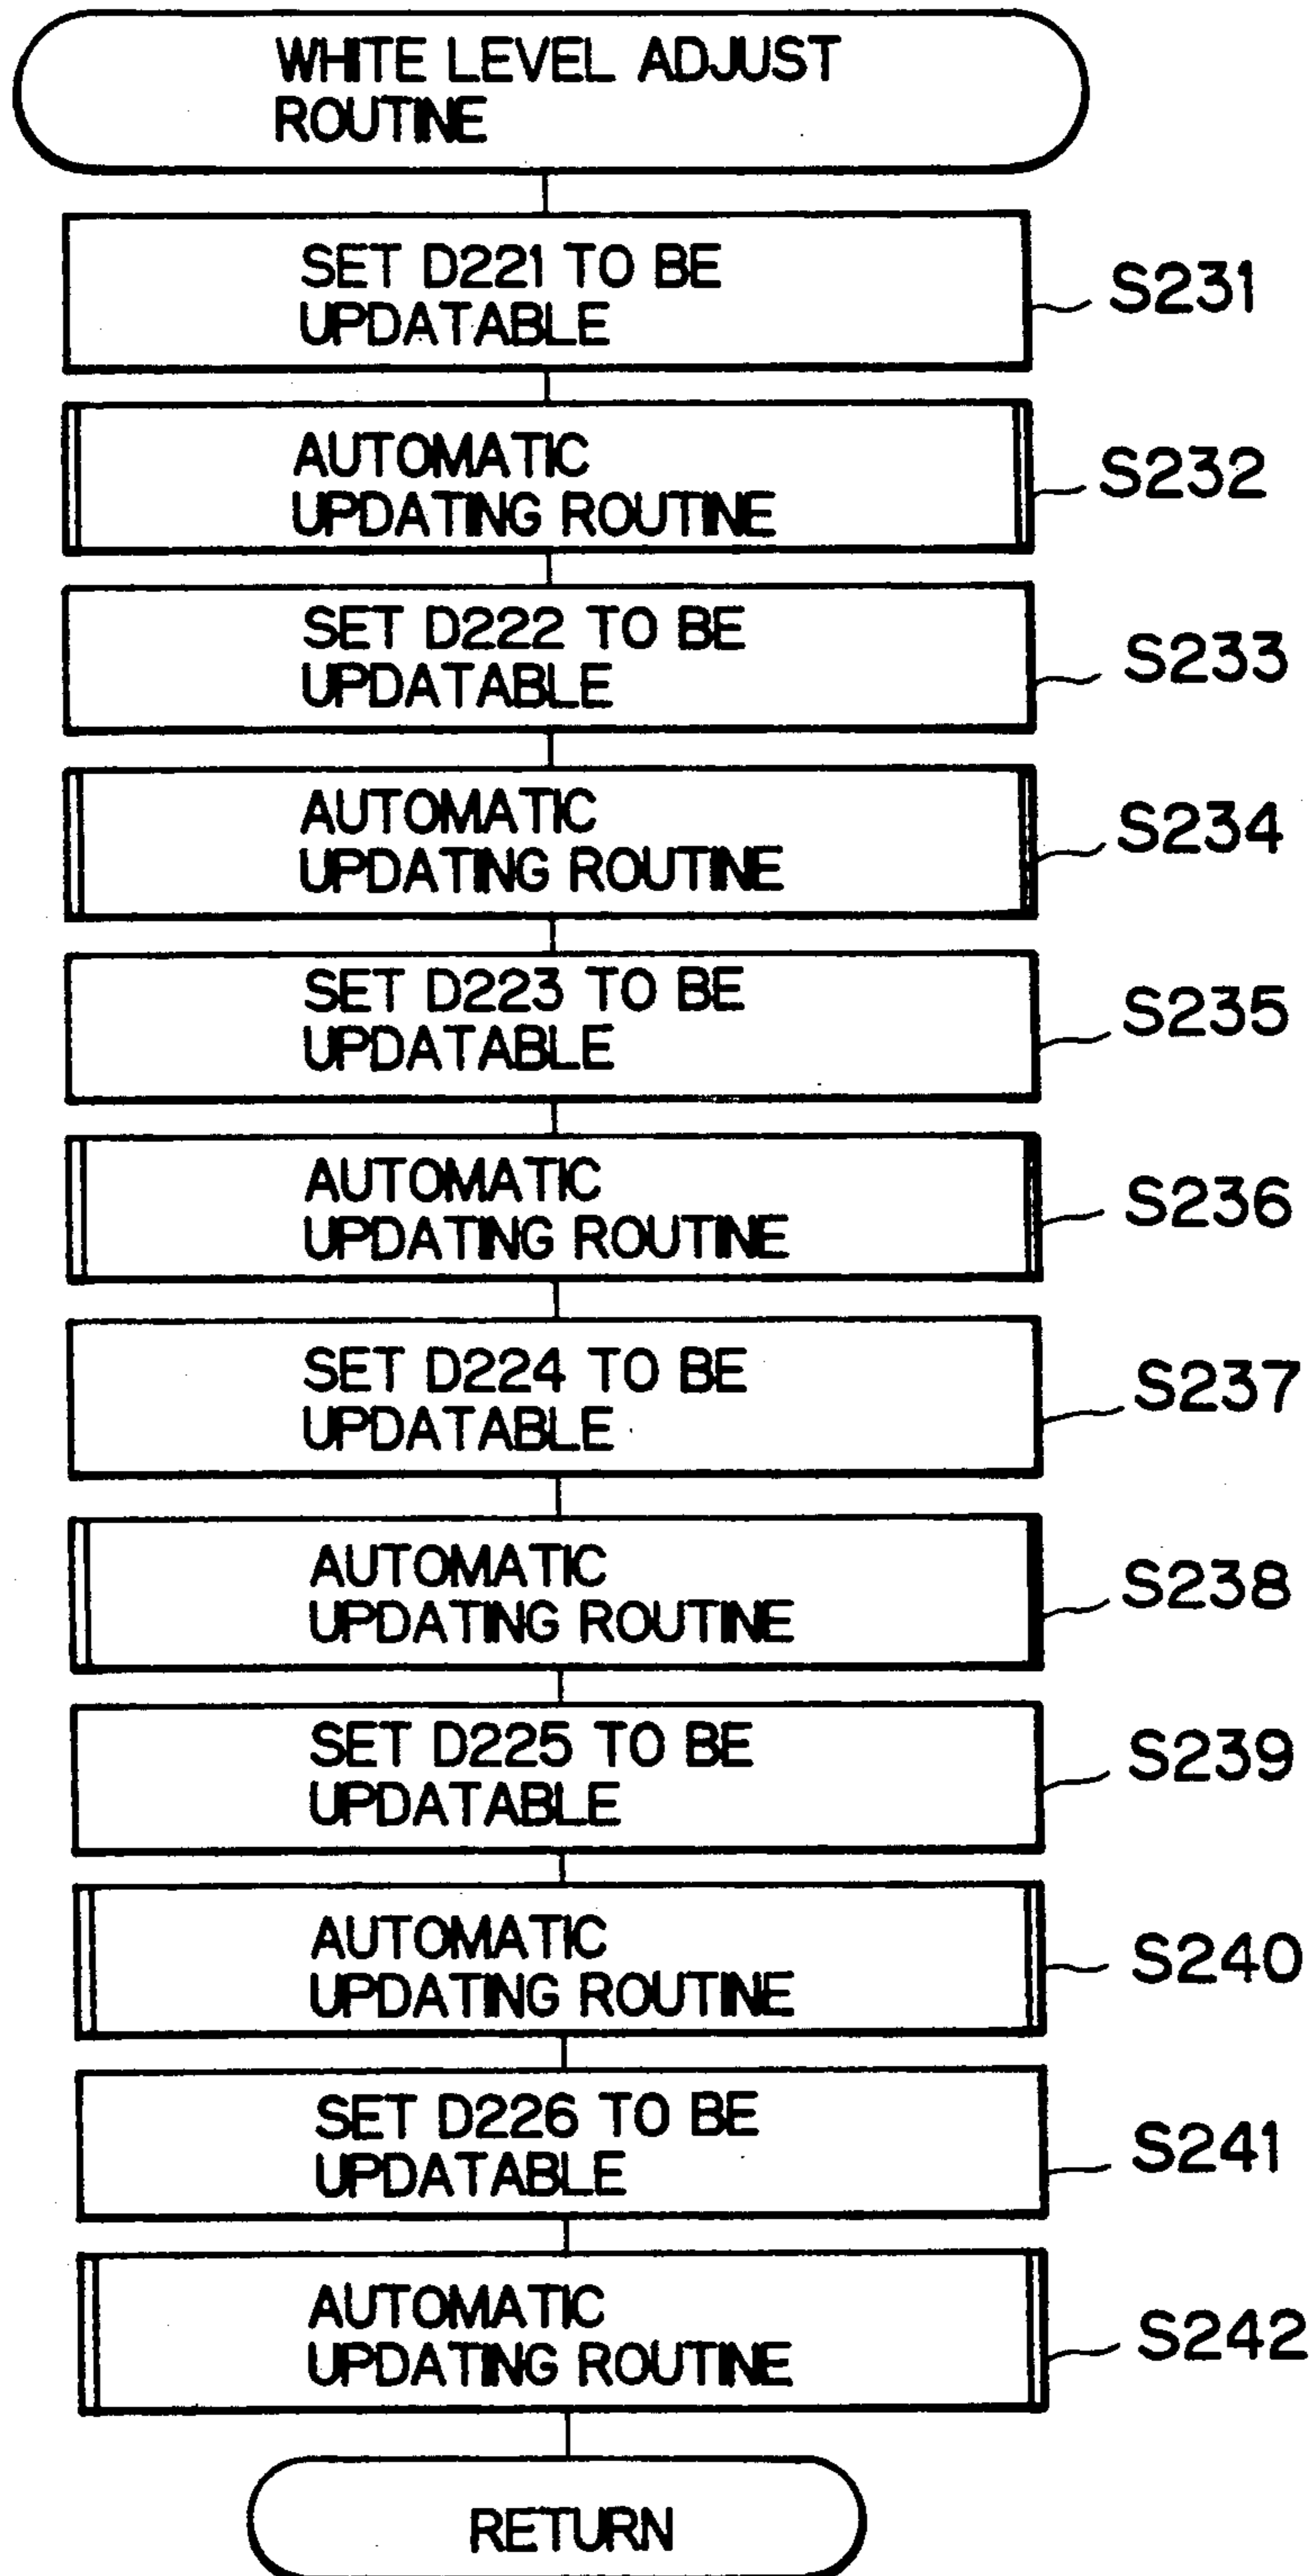 WHITE LEVEL ADJUST
ROUTINE
SET D221 TO BE
UPDATABLE
S231
AUTOMATIC
UPDATING ROUTINE
S232
SET D222 TO BE
UPDATABLE
S233
AUTOMATIC
UPDATING ROUTINE
S234
SET D223 TO BE
UPDATABLE
S235
AUTOMATIC
UPDATING ROUTINE
S236
SET D224 TO BE
UPDATABLE
S237
AUTOMATIC
UPDATING ROUTINE
S238
SET D225 TO BE
UPDATABLE
S239
AUTOMATIC
UPDATING ROUTINE
S240
SET D226 TO BE
UPDATABLE
S241
AUTOMATIC
UPDATING ROUTINE
S242
RETURN